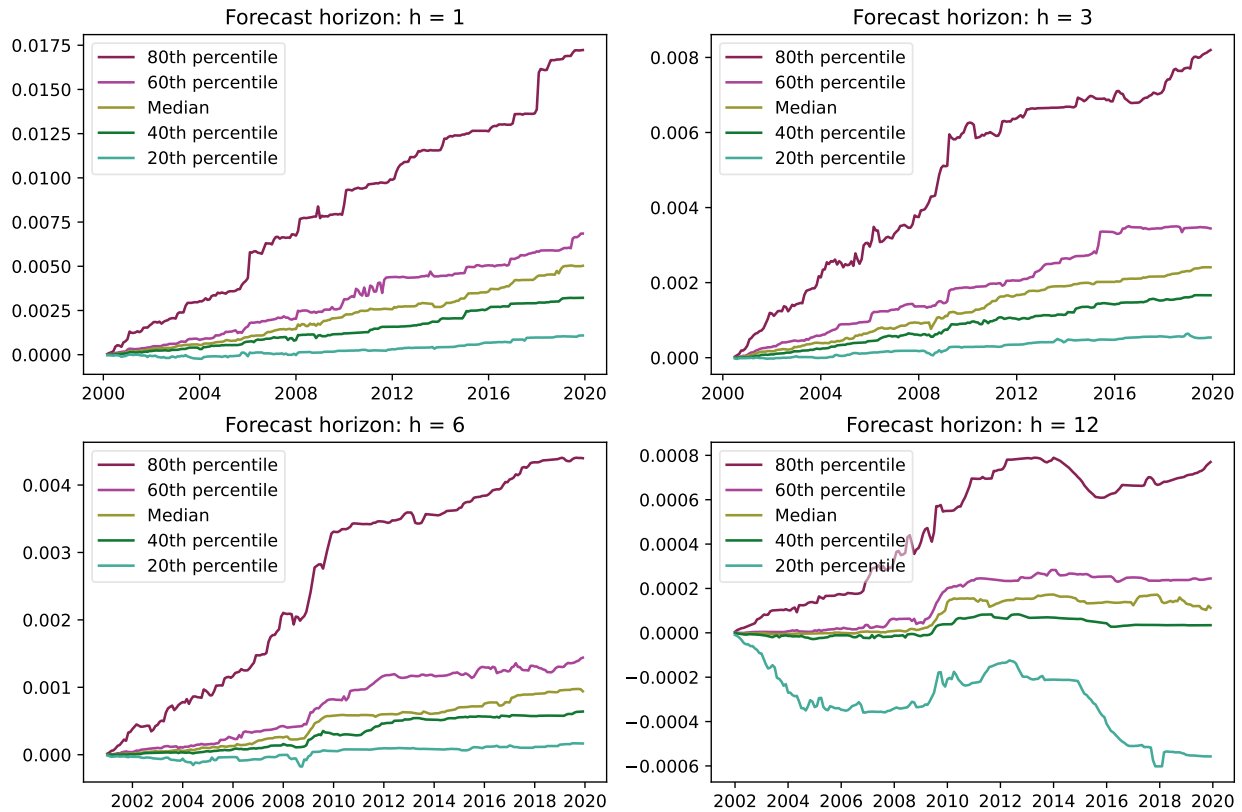 Forecast horizon: h = 1
0.0175
0.0150
0.0125
0.0100
0.0075
0.0050
0.0025
0.0000
80th percentile
60th percentile
Median
40th percentile
20th percentile
2000 2004 2008 2012 2016 2020
Forecast horizon: h = 3
0.008
0.006
0.004
0.002
0.000
80th percentile
60th percentile
Median
40th percentile
20th percentile
2000 2004 2008 2012 2016 2020
Forecast horizon: h = 6
0.004
0.003
0.002
0.001
0.000
80th percentile
60th percentile
Median
40th percentile
20th percentile
2002 2004 2006 2008 2010 2012 2014 2016 2018 2020
Forecast horizon: h = 12
0.0008
0.0006
0.0004
0.0002
0.0000
−0.0002
−0.0004
−0.0006
80th percentile
60th percentile
Median
40th percentile
20th percentile
2002 2004 2006 2008 2010 2012 2014 2016 2018 2020